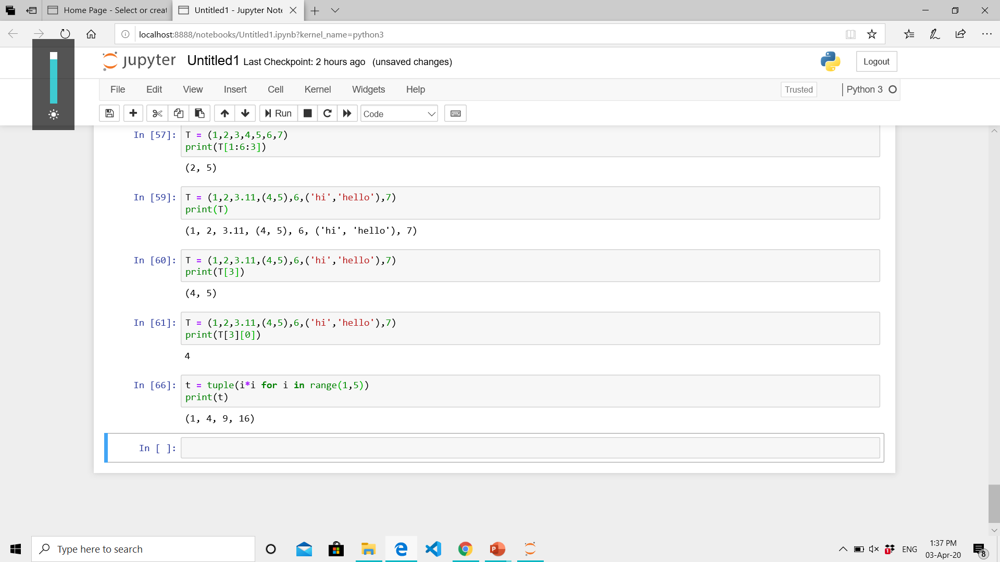 Home Page - Select or creat
Untitled1 - Jupyter Note
localhost:8888/notebooks/Untitled1.ipynb?kernel_name=python3
jupyter Untitled1 Last Checkpoint: 2 hours ago (unsaved changes)
Logout
File Edit View Insert Cell Kernel Widgets Help
Trusted
Python 3
Run
Code
In [57]: T = (1,2,3,4,5,6,7)
print(T[1:6:3])
(2, 5)
In [59]: T = (1,2,3.11,(4,5),6,('hi','hello'),7)
print(T)
(1, 2, 3.11, (4, 5), 6, ('hi', 'hello'), 7)
In [60]: T = (1,2,3.11,(4,5),6,('hi','hello'),7)
print(T[3])
(4, 5)
In [61]: T = (1,2,3.11,(4,5),6,('hi','hello'),7)
print(T[3][0])
4
In [66]: t = tuple(i*i for i in range(1,5))
print(t)
(1, 4, 9, 16)
In [ ]:
Type here to search
P
1
ENG
1:37 PM
03-Apr-20
8